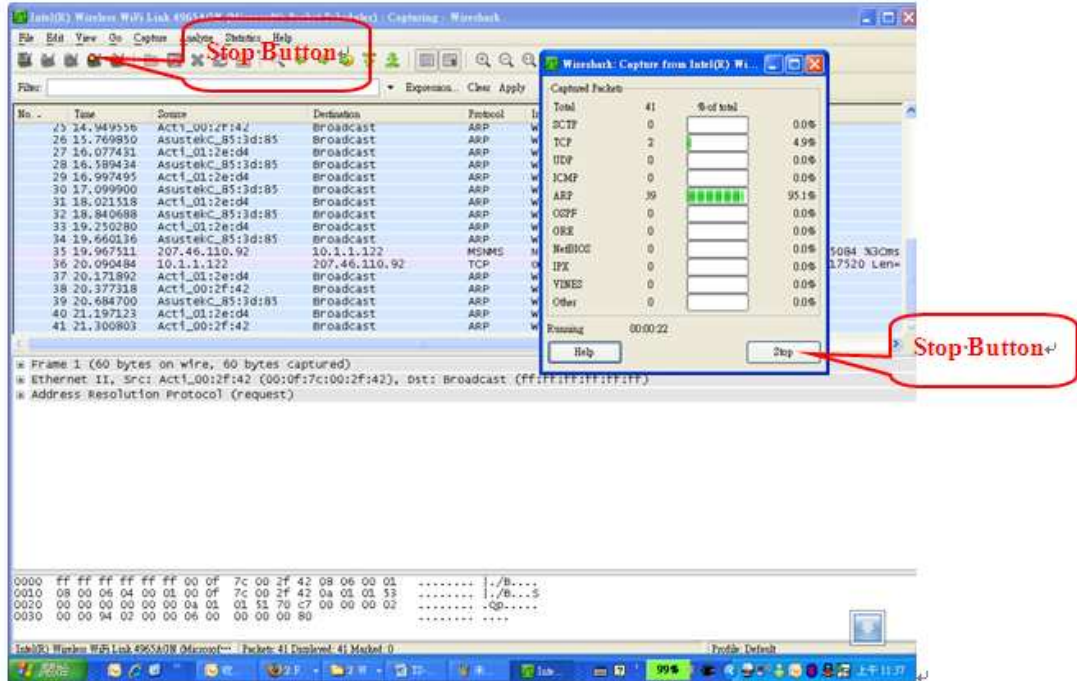 Intel(R) Wireless WiFi Link 4965AGN (Microsoft's Packet Scheduler) : Capturing - Wireshark
File Edit View Go Capture Analyze Statistics Help
Stop Button
Filter: Expression... Clear Apply
No. . Time Source Destination Protocol
25 14.949556 Acti_00:2f:42 Broadcast ARP
26 15.769850 AsustekC_85:3d:85 Broadcast ARP
27 16.077431 Acti_01:2e:d4 Broadcast ARP
28 16.589434 AsustekC_85:3d:85 Broadcast ARP
29 16.997495 Acti_01:2e:d4 Broadcast ARP
30 17.099900 AsustekC_85:3d:85 Broadcast ARP
31 18.021518 Acti_01:2e:d4 Broadcast ARP
32 18.840688 AsustekC_85:3d:85 Broadcast ARP
33 19.250280 Acti_01:2e:d4 Broadcast ARP
34 19.660136 AsustekC_85:3d:85 Broadcast ARP
35 19.967511 207.46.110.92 10.1.1.122 MSNMS 5084 %3Cms
36 20.090484 10.1.1.122 207.46.110.92 TCP 17520 Len=
37 20.171892 Acti_01:2e:d4 Broadcast ARP
38 20.377318 Acti_00:2f:42 Broadcast ARP
39 20.684700 AsustekC_85:3d:85 Broadcast ARP
40 21.197123 Acti_01:2e:d4 Broadcast ARP
41 21.300803 Acti_00:2f:42 Broadcast ARP
Wireshark: Capture from Intel(R) Wi...
Captured Packets
Total 41 % of total
SCTP 0 0.0%
TCP 2 4.9%
UDP 0 0.0%
ICMP 0 0.0%
ARP 39 95.1%
OSPF 0 0.0%
GRE 0 0.0%
NetBIOS 0 0.0%
IPX 0 0.0%
VINES 0 0.0%
Other 0 0.0%
Running 00:00:22
Help Stop
Stop Button
Frame 1 (60 bytes on wire, 60 bytes captured)
Ethernet II, Src: Acti_00:2f:42 (00:0f:7c:00:2f:42), Dst: Broadcast (ff:ff:ff:ff:ff:ff)
Address Resolution Protocol (request)
0000 ff ff ff ff ff ff 00 0f 7c 00 2f 42 08 06 00 01 ........ |./B....
0010 08 00 06 04 00 01 00 0f 7c 00 2f 42 0a 01 01 53 ........ |./B...S
0020 00 00 00 00 00 00 0a 01 01 51 70 c7 00 00 00 02 ........ .Qp.....
0030 00 00 94 02 00 00 06 00 00 00 00 80 ........ ....
Intel(R) Wireless WiFi Link 4965AGN (Microsof··· Packets: 41 Displayed: 41 Marked: 0 Profile: Default
開始 99% 上午 11:37